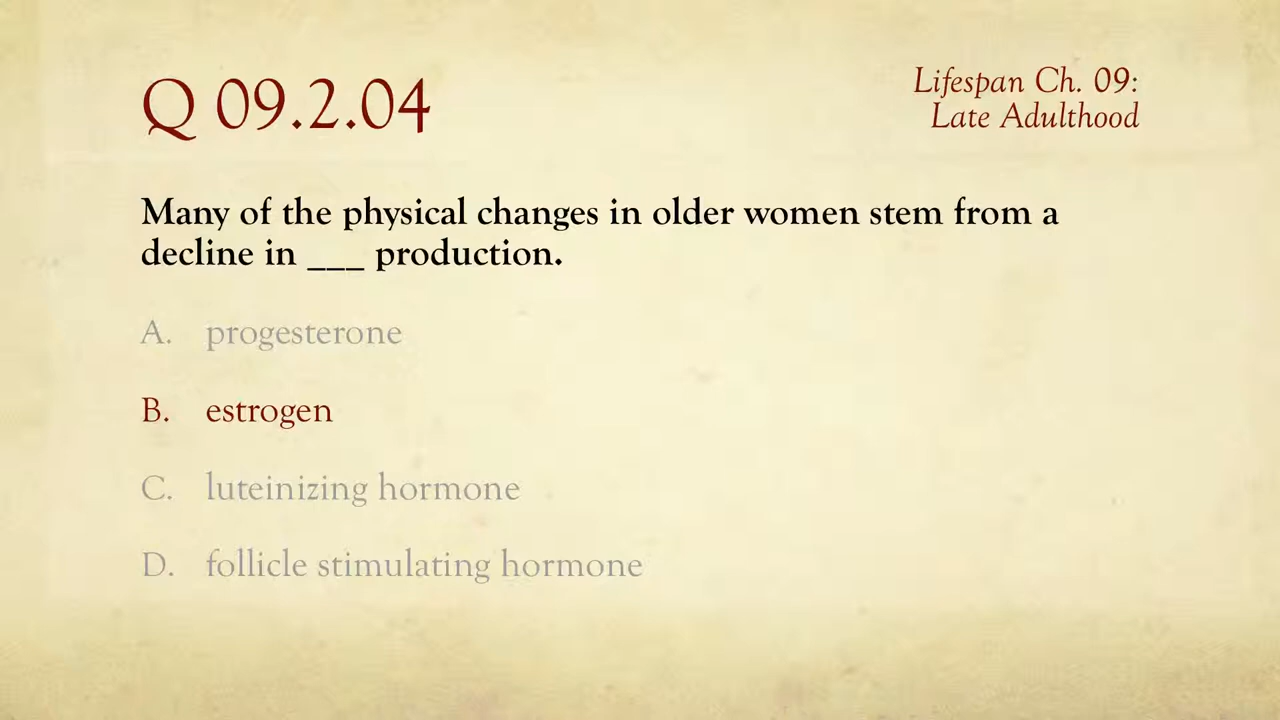 Q 09.2.04
Lifespan Ch. 09:
Late Adulthood
Many of the physical changes in older women stem from a
decline in ___ production.
A. progesterone
B. estrogen
C. luteinizing hormone
D. follicle stimulating hormone